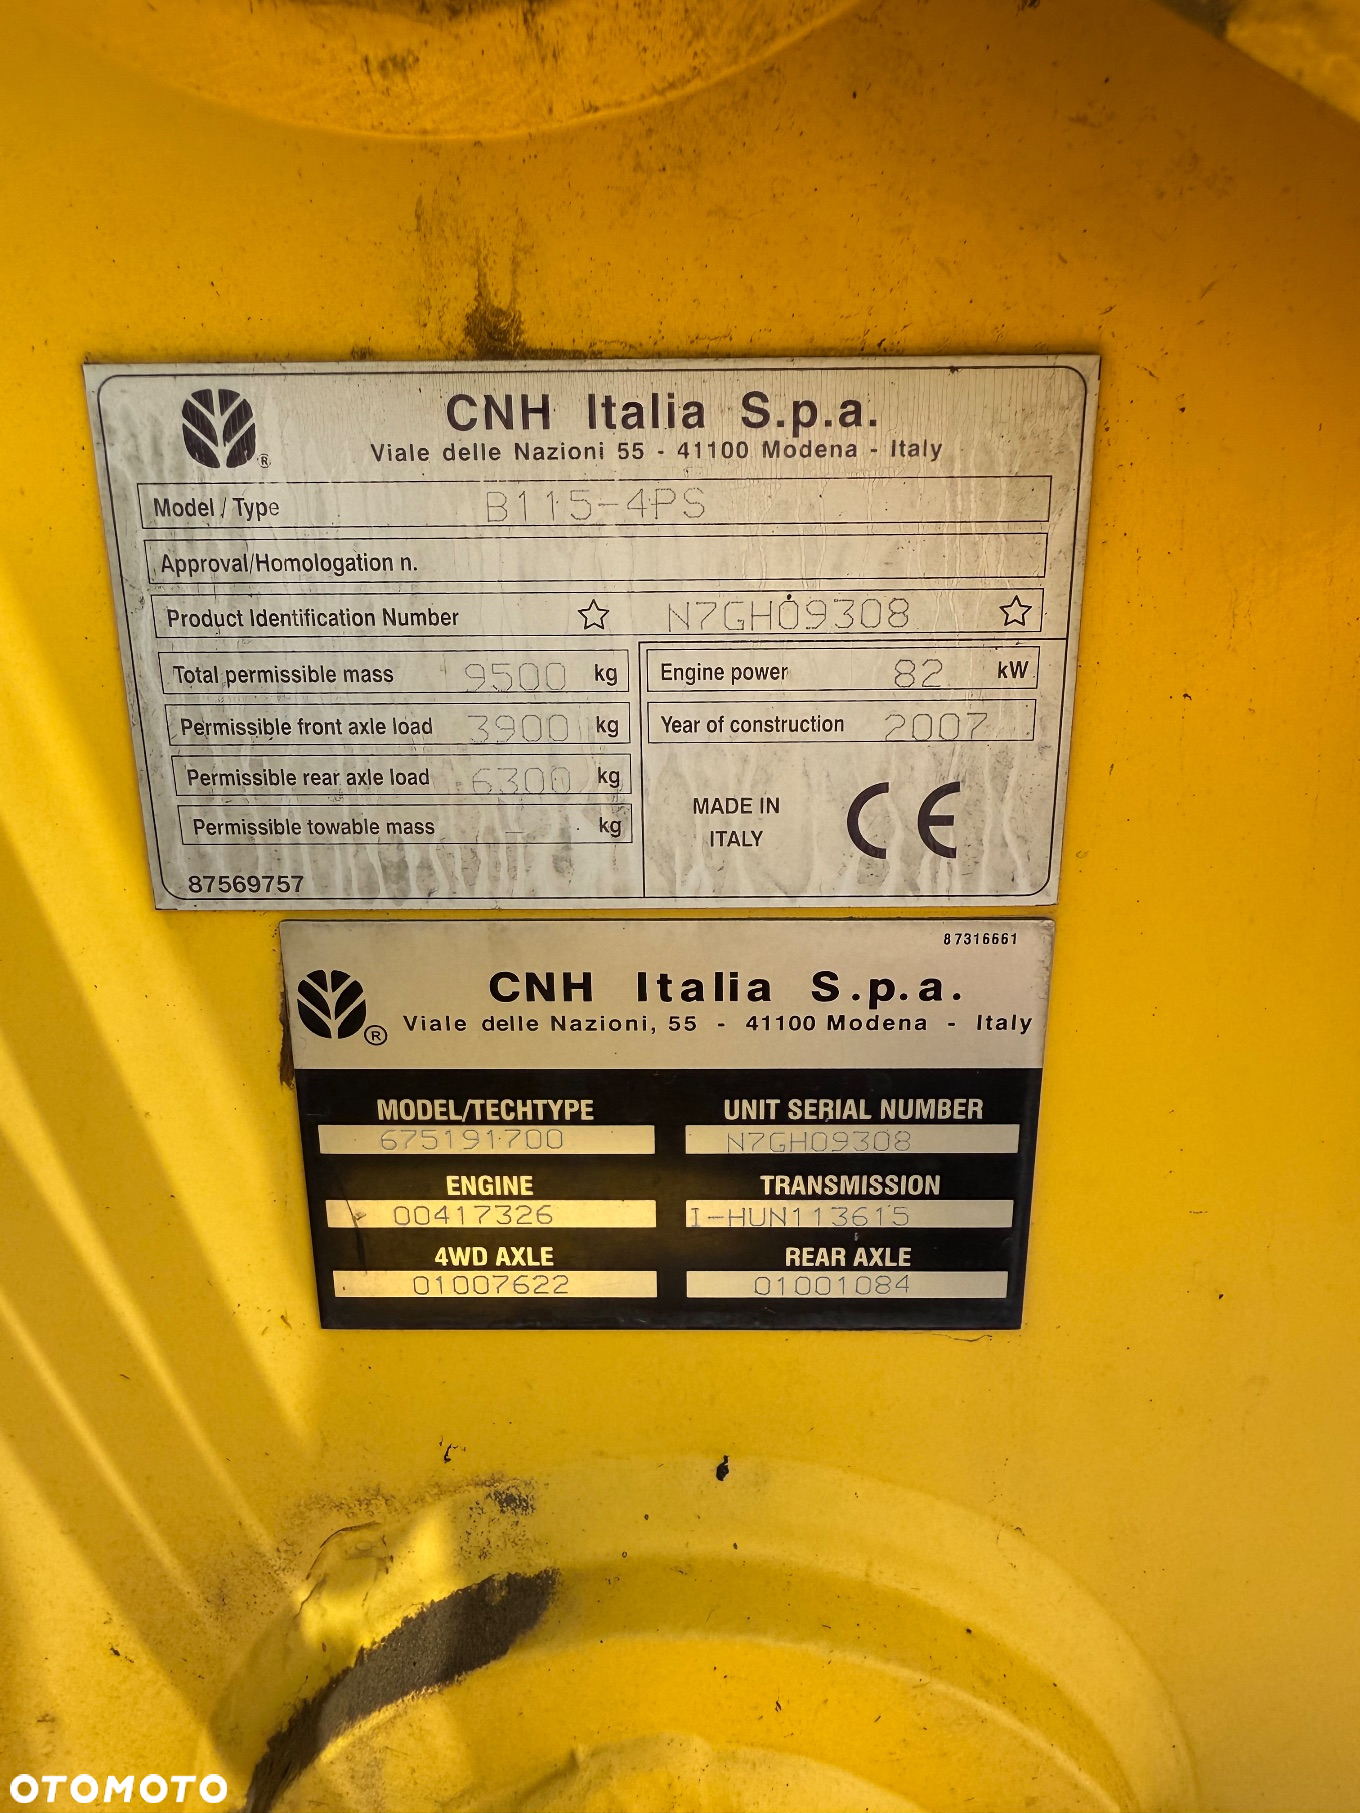 CNH Italia S.p.a.
Viale delle Nazioni 55 - 41100 Modena - Italy
®
Model / Type B115-4PS
Approval/Homologation n.
Product Identification Number ☆ N7GH09308 ☆
Total permissible mass 9500 kg
Engine power 82 kW
Permissible front axle load 3900 kg
Year of construction 2007
Permissible rear axle load 6300 kg
Permissible towable mass - kg
MADE IN
ITALY
CE
87569757
87316661
CNH Italia S.p.a.
® Viale delle Nazioni, 55 - 41100 Modena - Italy
MODEL/TECHTYPE UNIT SERIAL NUMBER
675191700 N7GH09308
ENGINE TRANSMISSION
00417326 I-HUN113615
4WD AXLE REAR AXLE
01007622 01001084
OTOMOTO